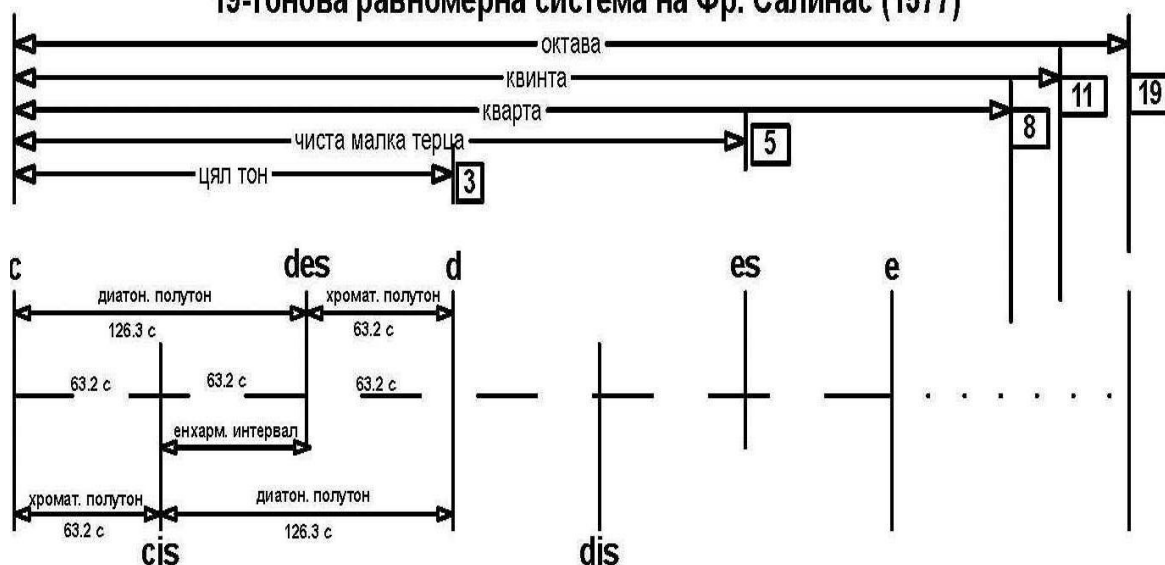 19-тонова равномерна система на Фр. Салинас (1577)
октава
квинта
11
19
кварта
8
чиста малка терца
5
цял тон
3
c
des
d
es
e
диатон. полутон
хромат. полутон
126.3 c
63.2 c
63.2 c
63.2 c
63.2 c
енхарм. интервал
хромат. полутон
диатон. полутон
63.2 c
126.3 c
cis
dis